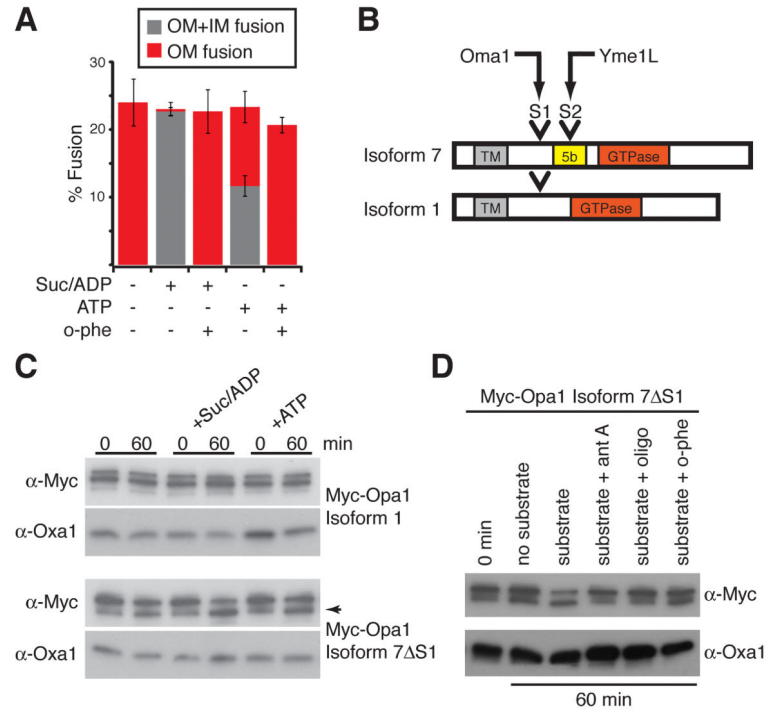 A
OM+IM fusion
OM fusion
% Fusion
30
20
10
Suc/ADP - + + - -
ATP - - - + +
o-phe - - + - +
B
Oma1 Yme1L
S1 S2
Isoform 7 TM 5b GTPase
Isoform 1 TM GTPase
C
+Suc/ADP +ATP
0 60 0 60 0 60 min
α-Myc
Myc-Opa1
Isoform 1
α-Oxa1
α-Myc
Myc-Opa1
Isoform 7ΔS1
α-Oxa1
D
Myc-Opa1 Isoform 7ΔS1
0 min
no substrate
substrate
substrate + ant A
substrate + oligo
substrate + o-phe
α-Myc
α-Oxa1
60 min